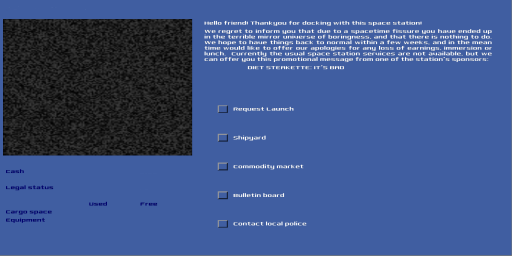 Hello friend! Thankyou for docking with this space station!
We regret to inform you that due to a spacetime fissure you have ended up
in the terrible mirror universe of boringness, and that there is nothing to do.
We hope to have things back to normal within a few weeks, and in the mean
time would like to offer our apologies for any loss of earnings, immersion or
lunch. Currently the usual space station services are not available, but we
can offer you this promotional message from one of the station's sponsors:
DIET STEAKETTE: IT'S BAD
Request Launch
Shipyard
Commodity market
Bulletin board
Contact local police
Cash
Legal status
Used Free
Cargo space
Equipment